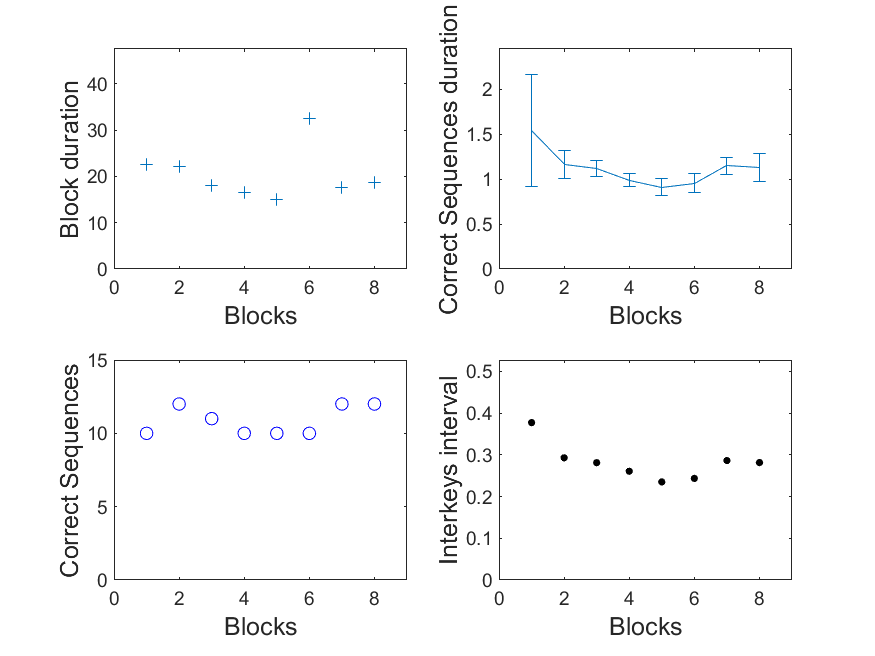 Block duration
40
30
20
10
0
0 2 4 6 8
Blocks
Correct Sequences duration
2
1.5
1
0.5
0
0 2 4 6 8
Blocks
Correct Sequences
15
10
5
0
0 2 4 6 8
Blocks
Interkeys interval
0.5
0.4
0.3
0.2
0.1
0
0 2 4 6 8
Blocks